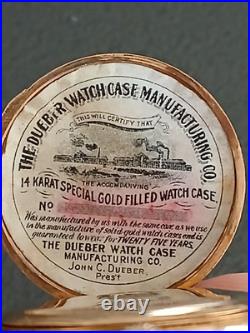 THE DUEBER WATCH CASE MANUFACTURING CO.
THIS WILL CERTIFY THAT
THE ACCOMPANYING
14 KARAT SPECIAL GOLD FILLED WATCH CASE.
No
Was manufactured by us with the same care as we use
in the manufacture of solid gold watch cases and is
guaranteed to wear for TWENTY FIVE YEARS.
THE DUEBER WATCH CASE
MANUFACTURING CO.
JOHN C. DUEBER.
Pres't